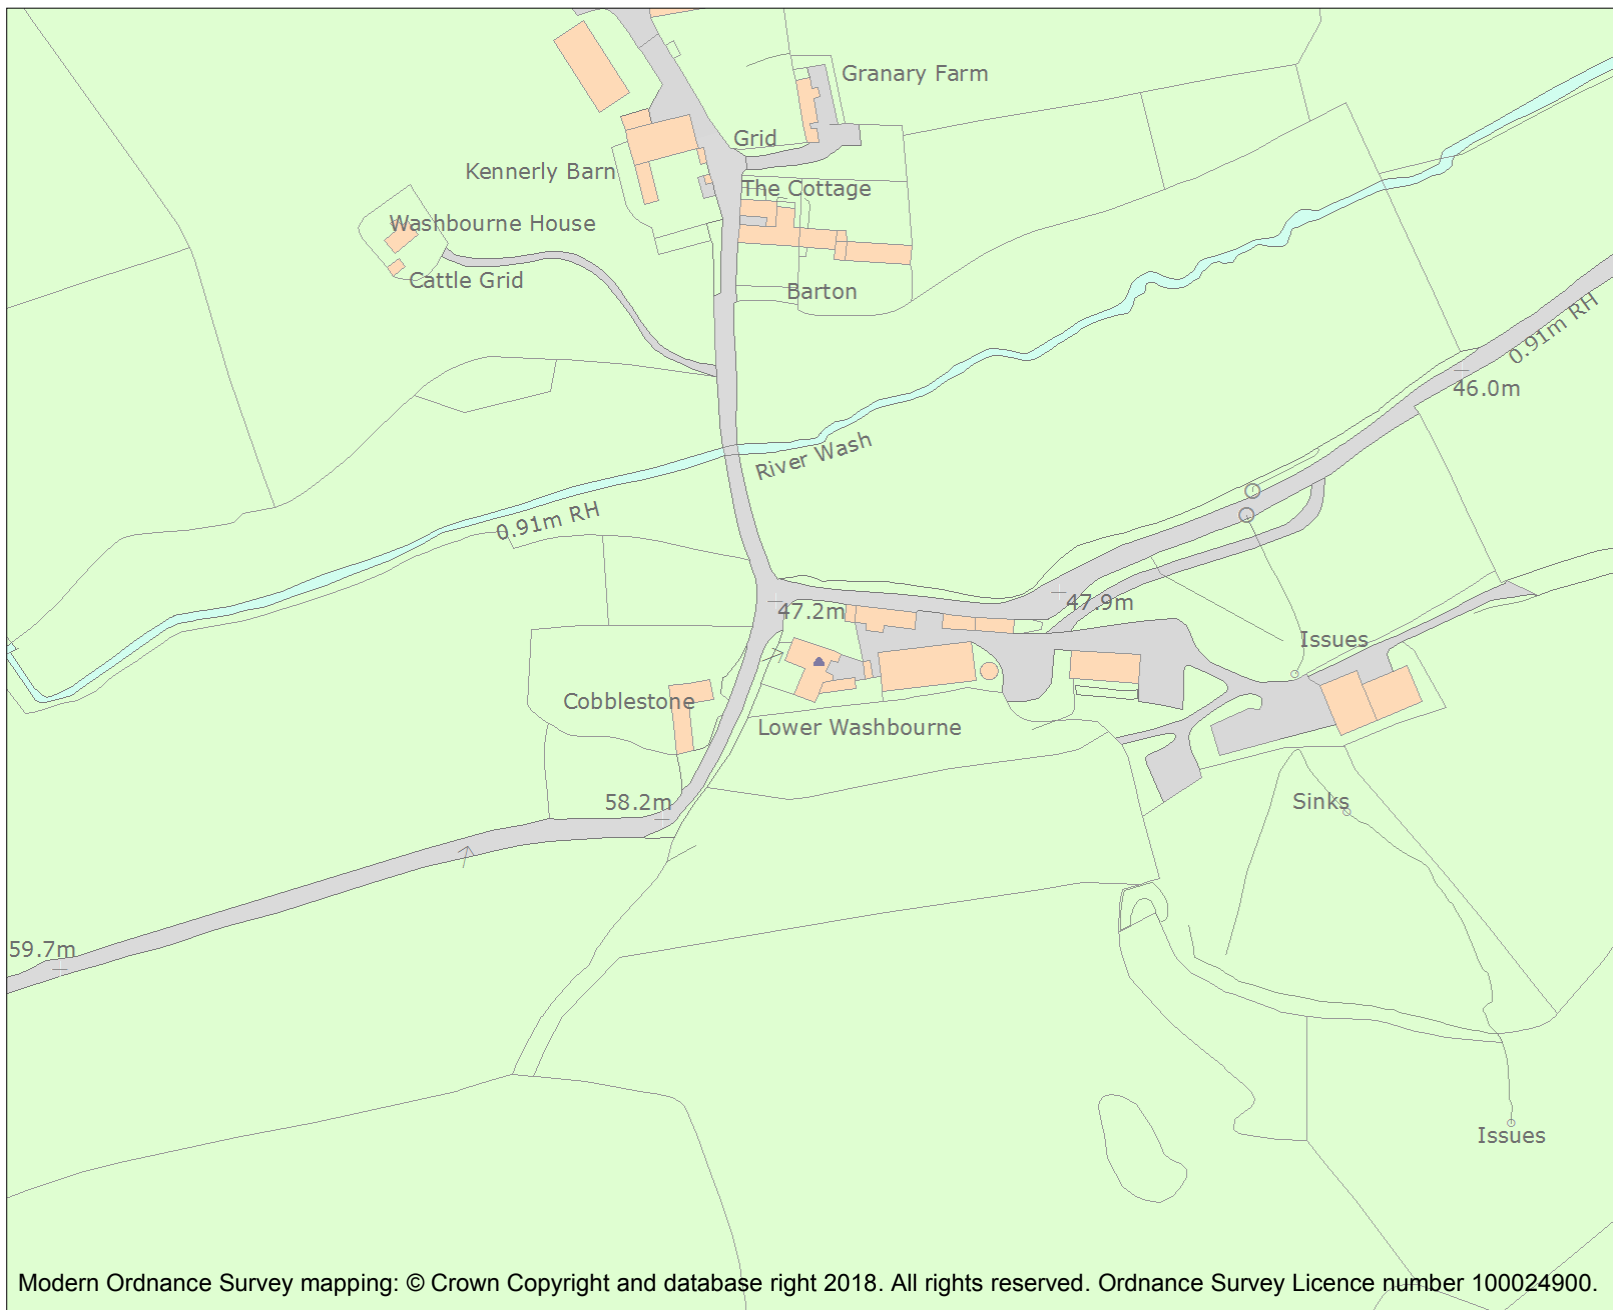 Granary Farm
Grid
Kennerly Barn
The Cottage
Washbourne House
Cattle Grid
Barton
0.91m RH
46.0m
River Wash
0.91m RH
47.2m
47.9m
Issues
Cobblestone
Lower Washbourne
58.2m
Sinks
59.7m
Issues
Modern Ordnance Survey mapping: © Crown Copyright and database right 2018. All rights reserved. Ordnance Survey Licence number 100024900.